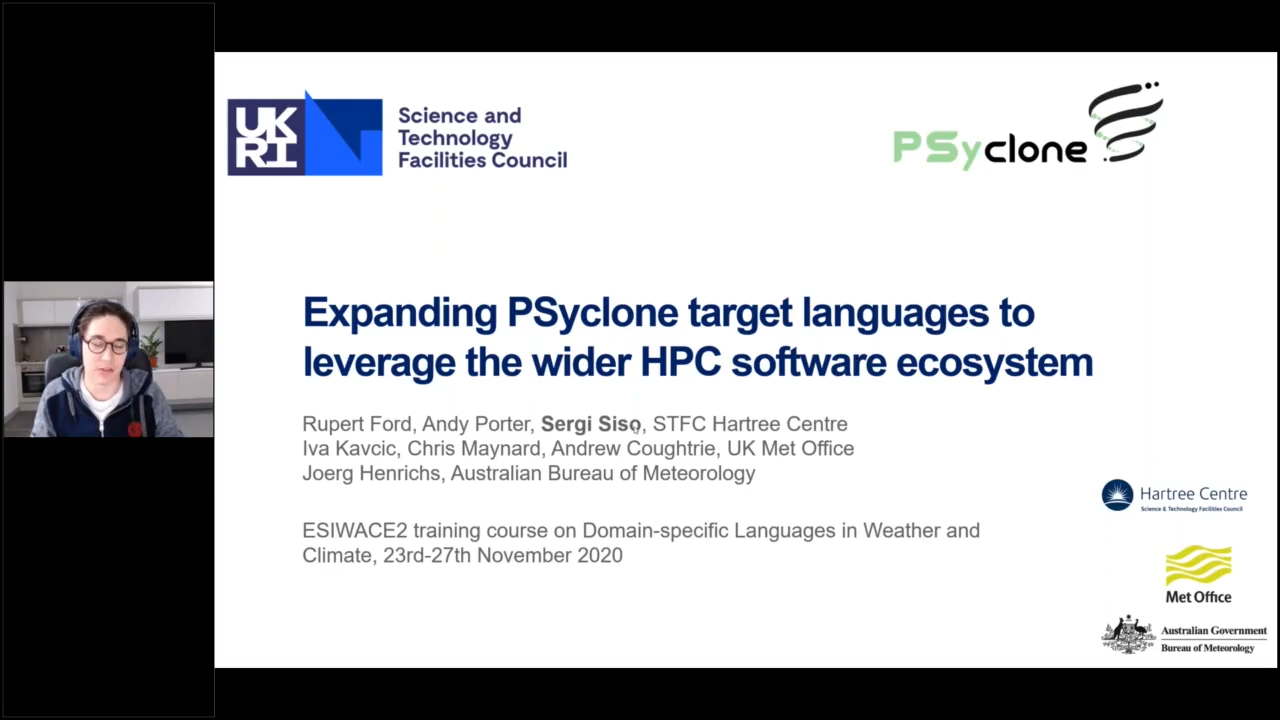 UK
RI
Science and
Technology
Facilities Council
PSyclone
Expanding PSyclone target languages to
leverage the wider HPC software ecosystem
Rupert Ford, Andy Porter, Sergi Siso, STFC Hartree Centre
Iva Kavcic, Chris Maynard, Andrew Coughtrie, UK Met Office
Joerg Henrichs, Australian Bureau of Meteorology
ESIWACE2 training course on Domain-specific Languages in Weather and
Climate, 23rd-27th November 2020
Hartree Centre
Science & Technology Facilities Council
Met Office
Australian Government
Bureau of Meteorology